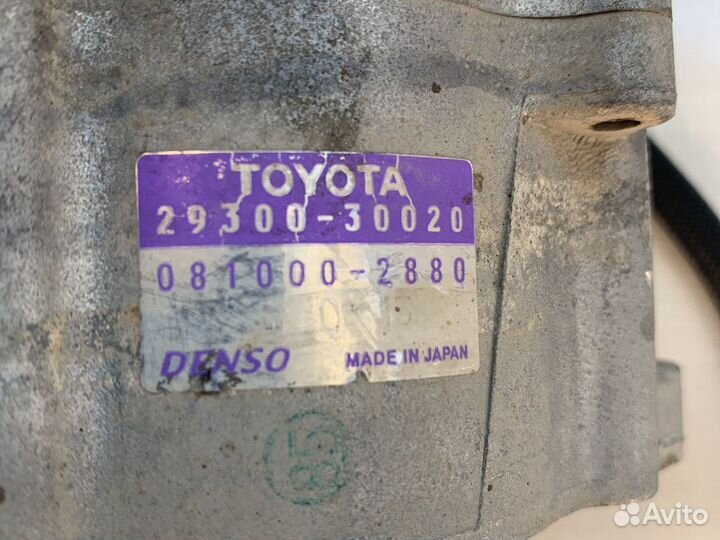 TOYOTA
29300-30020
081000-2880
DENSO MADE IN JAPAN
Avito